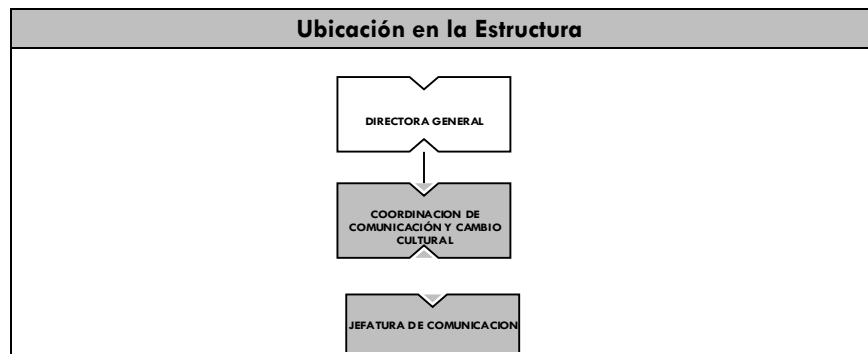 Ubicación en la Estructura
DIRECTORA GENERAL
COORDINACION DE
COMUNICACIÓN Y CAMBIO
CULTURAL
JEFATURA DE COMUNICACION